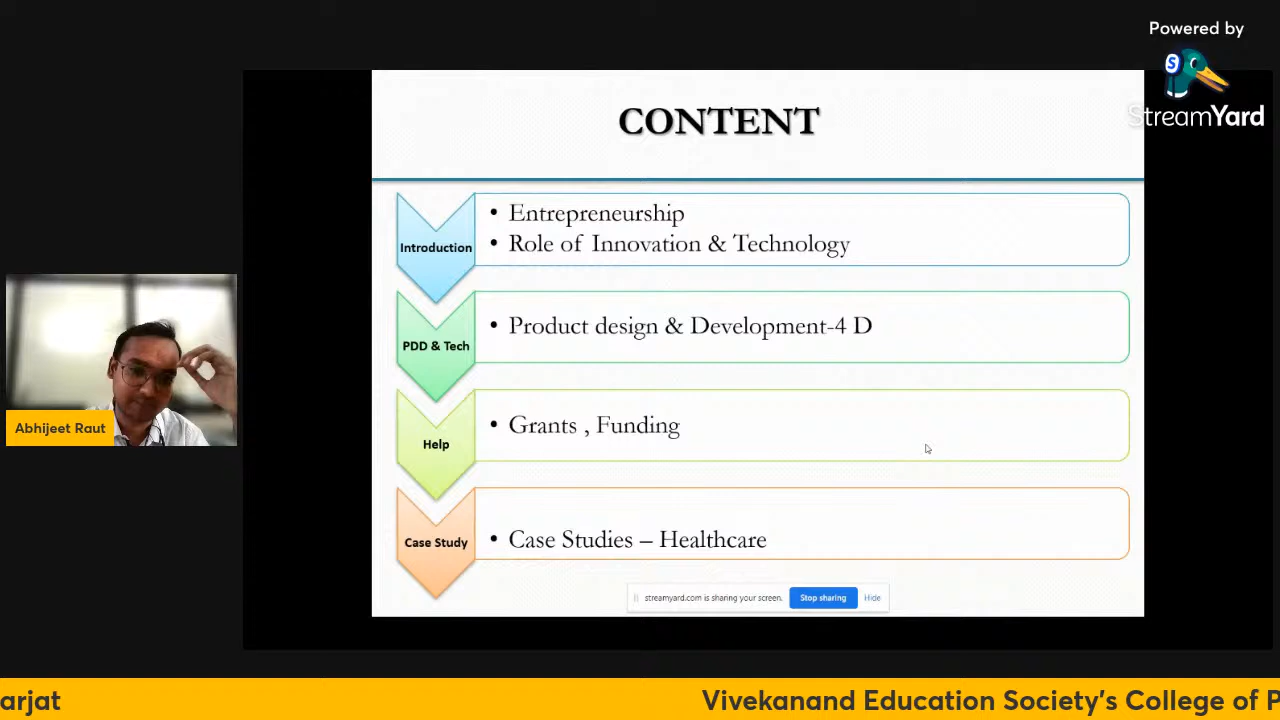 Powered by
S
StreamYard
CONTENT
Introduction
• Entrepreneurship
• Role of Innovation & Technology
PDD & Tech
• Product design & Development-4 D
Help
• Grants , Funding
Case Study
• Case Studies – Healthcare
streamyard.com is sharing your screen.
Stop sharing
Hide
Abhijeet Raut
arjat
Vivekanand Education Society's College of P